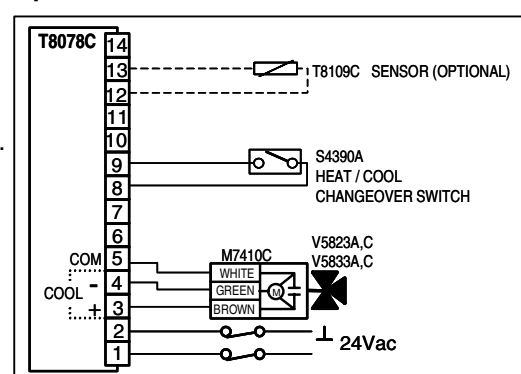 T8078C
14
13
12
11
10
9
8
7
6
5
4
3
2
1
T8109C SENSOR (OPTIONAL)
S4390A
HEAT / COOL
CHANGEOVER SWITCH
COM
COOL
-
+
M7410C
WHITE
GREEN
BROWN
M
V5823A,C
V5833A,C
24Vac